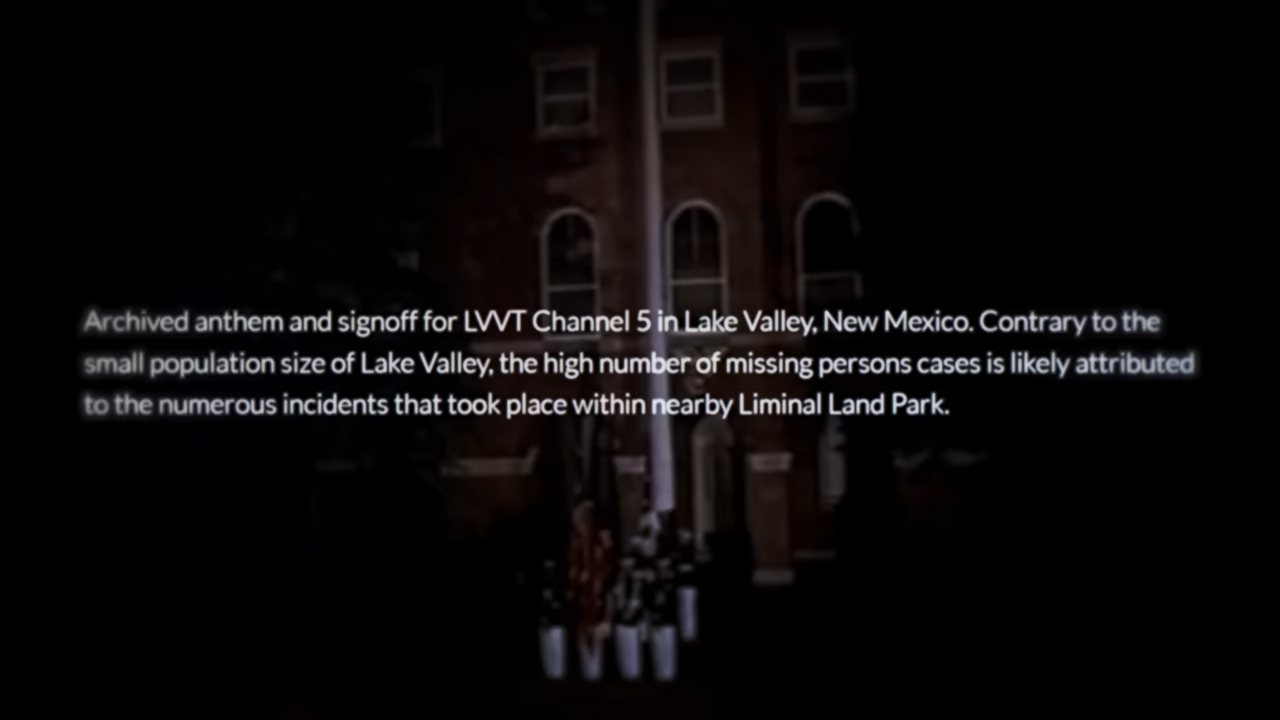 Archived anthem and signoff for LVVT Channel 5 in Lake Valley, New Mexico. Contrary to the
small population size of Lake Valley, the high number of missing persons cases is likely attributed
to the numerous incidents that took place within nearby Liminal Land Park.